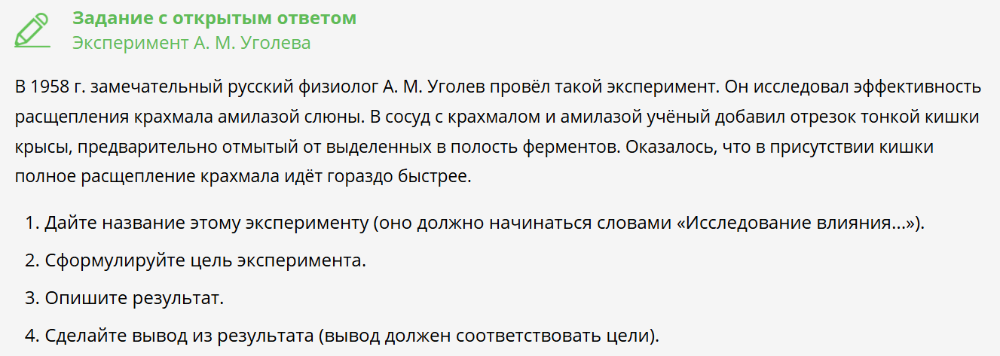 Задание с открытым ответом
Эксперимент А. М. Уголева
В 1958 г. замечательный русский физиолог А. М. Уголев провёл такой эксперимент. Он исследовал эффективность
расщепления крахмала амилазой слюны. В сосуд с крахмалом и амилазой учёный добавил отрезок тонкой кишки
крысы, предварительно отмытый от выделенных в полость ферментов. Оказалось, что в присутствии кишки
полное расщепление крахмала идёт гораздо быстрее.
1. Дайте название этому эксперименту (оно должно начинаться словами «Исследование влияния...»).
2. Сформулируйте цель эксперимента.
3. Опишите результат.
4. Сделайте вывод из результата (вывод должен соответствовать цели).